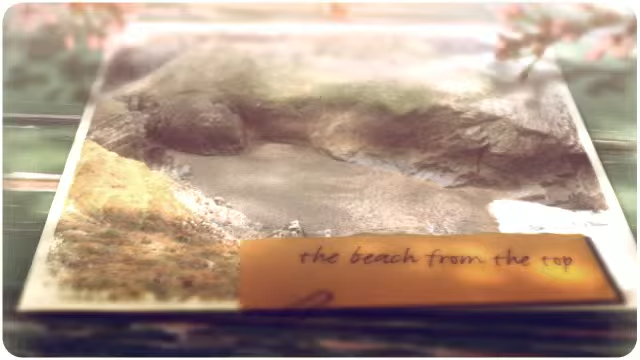 the beach from the top